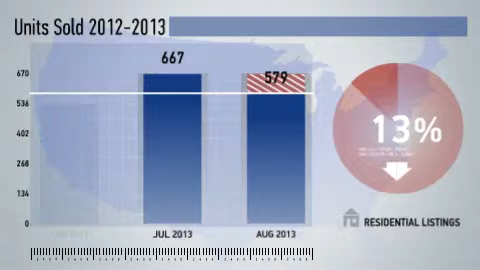 Units Sold 2012-2013
667
670
579
536
402
13%
268
134
0
JUL 2013
AUG 2013
RESIDENTIAL LISTINGS